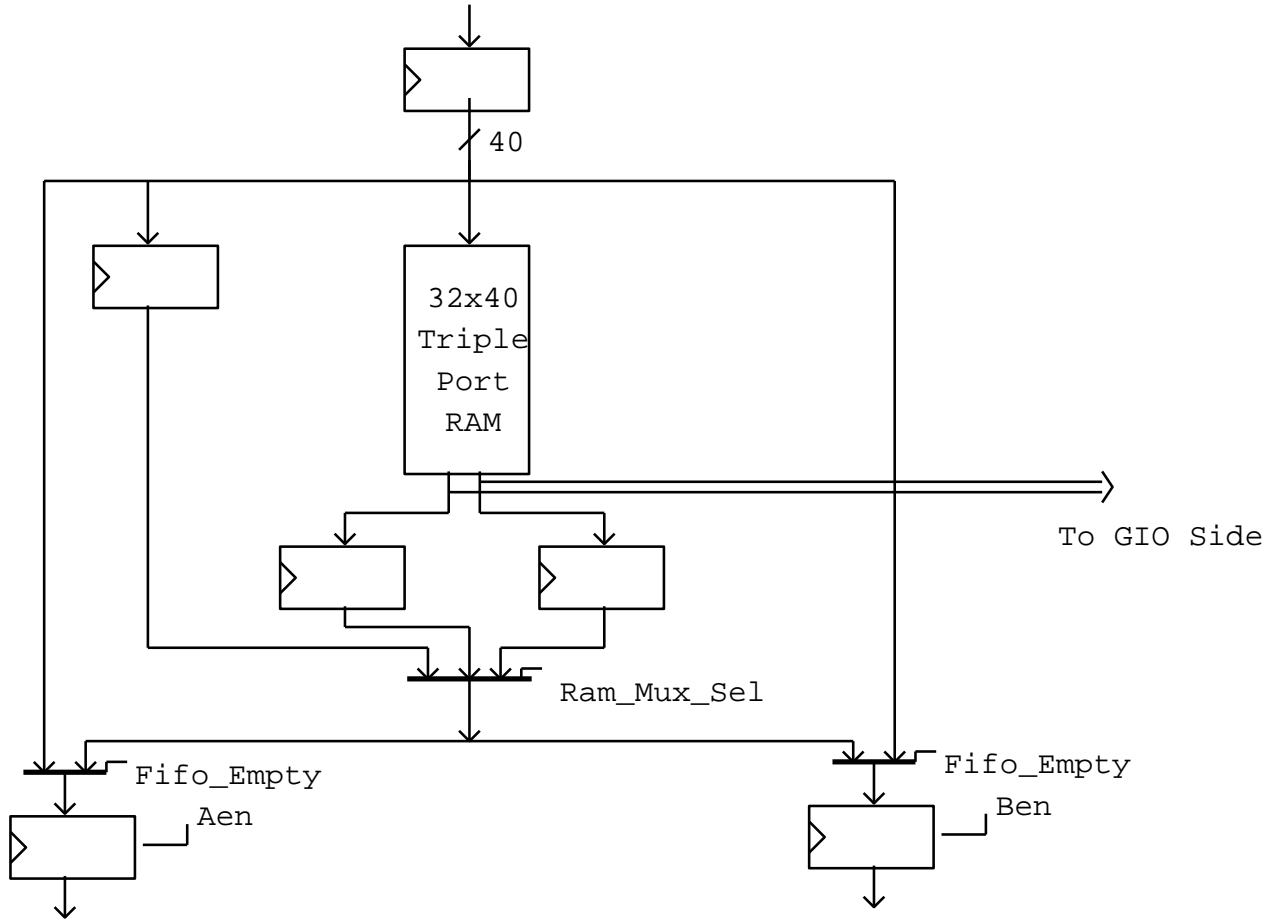 40
32x40
Triple
Port
RAM
To GIO Side
Ram_Mux_Sel
Fifo_Empty
Fifo_Empty
Aen
Ben